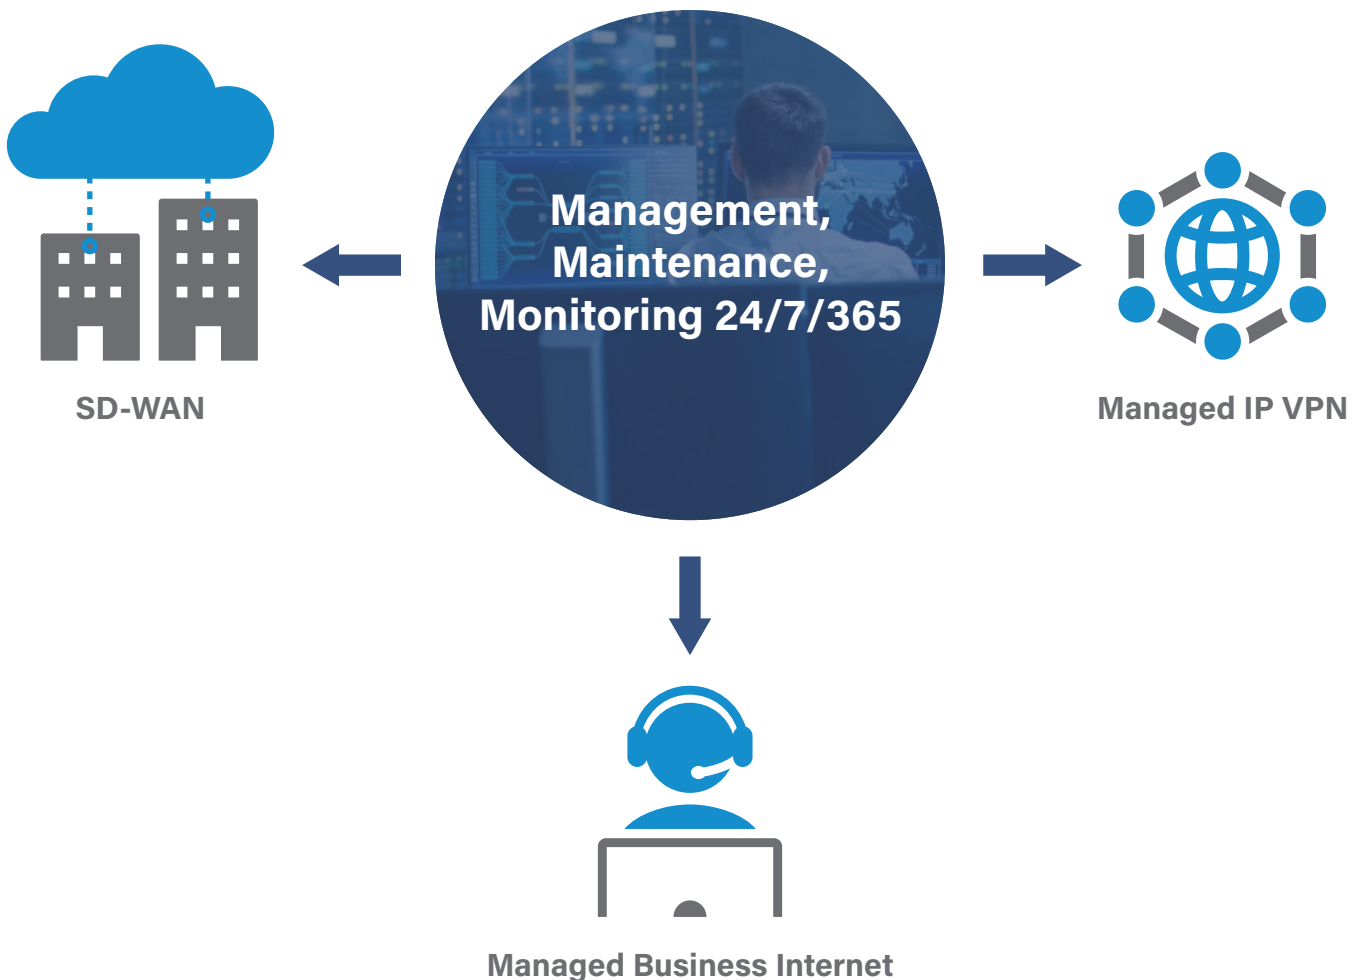 Management,
Maintenance,
Monitoring 24/7/365
SD-WAN
Managed IP VPN
Managed Business Internet